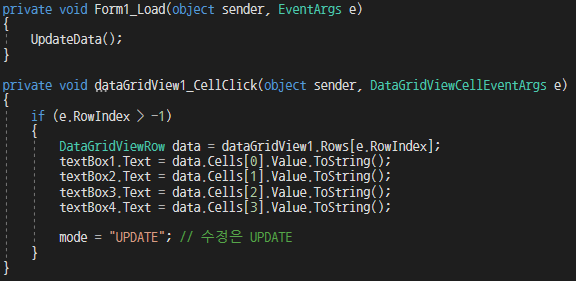 private void Form1_Load(object sender, EventArgs e)
{
    UpdateData();
}

private void dataGridView1_CellClick(object sender, DataGridViewCellEventArgs e)
{
    if (e.RowIndex > -1)
    {
        DataGridViewRow data = dataGridView1.Rows[e.RowIndex];
        textBox1.Text = data.Cells[0].Value.ToString();
        textBox2.Text = data.Cells[1].Value.ToString();
        textBox3.Text = data.Cells[2].Value.ToString();
        textBox4.Text = data.Cells[3].Value.ToString();

        mode = "UPDATE"; // 수정은 UPDATE
    }
}